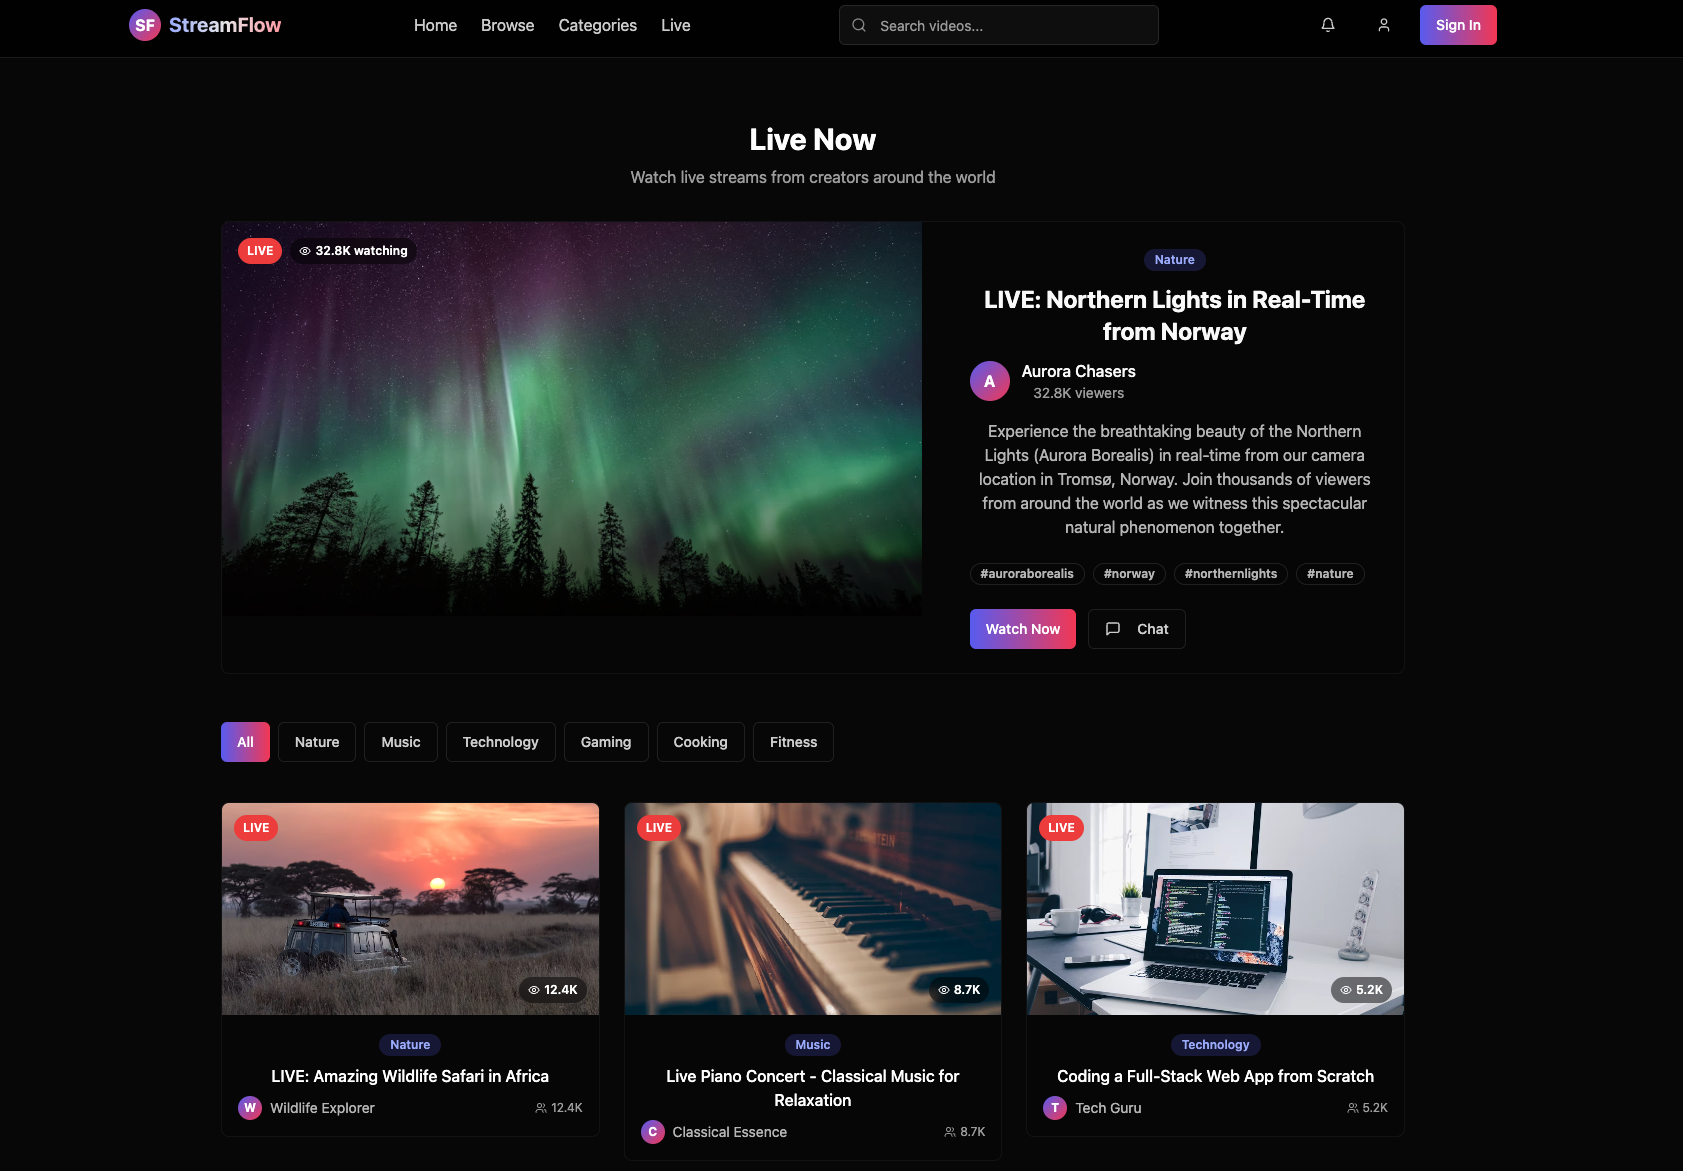 SF StreamFlow Home Browse Categories Live Search videos... Sign In
Live Now
Watch live streams from creators around the world
LIVE 32.8K watching
Nature
LIVE: Northern Lights in Real-Time
from Norway
A Aurora Chasers
32.8K viewers
Experience the breathtaking beauty of the Northern
Lights (Aurora Borealis) in real-time from our camera
location in Tromsø, Norway. Join thousands of viewers
from around the world as we witness this spectacular
natural phenomenon together.
#auroraborealis #norway #northernlights #nature
Watch Now Chat
All Nature Music Technology Gaming Cooking Fitness
LIVE
12.4K
Nature
LIVE: Amazing Wildlife Safari in Africa
W Wildlife Explorer 12.4K
LIVE
8.7K
Music
Live Piano Concert - Classical Music for
Relaxation
C Classical Essence 8.7K
LIVE
5.2K
Technology
Coding a Full-Stack Web App from Scratch
T Tech Guru 5.2K